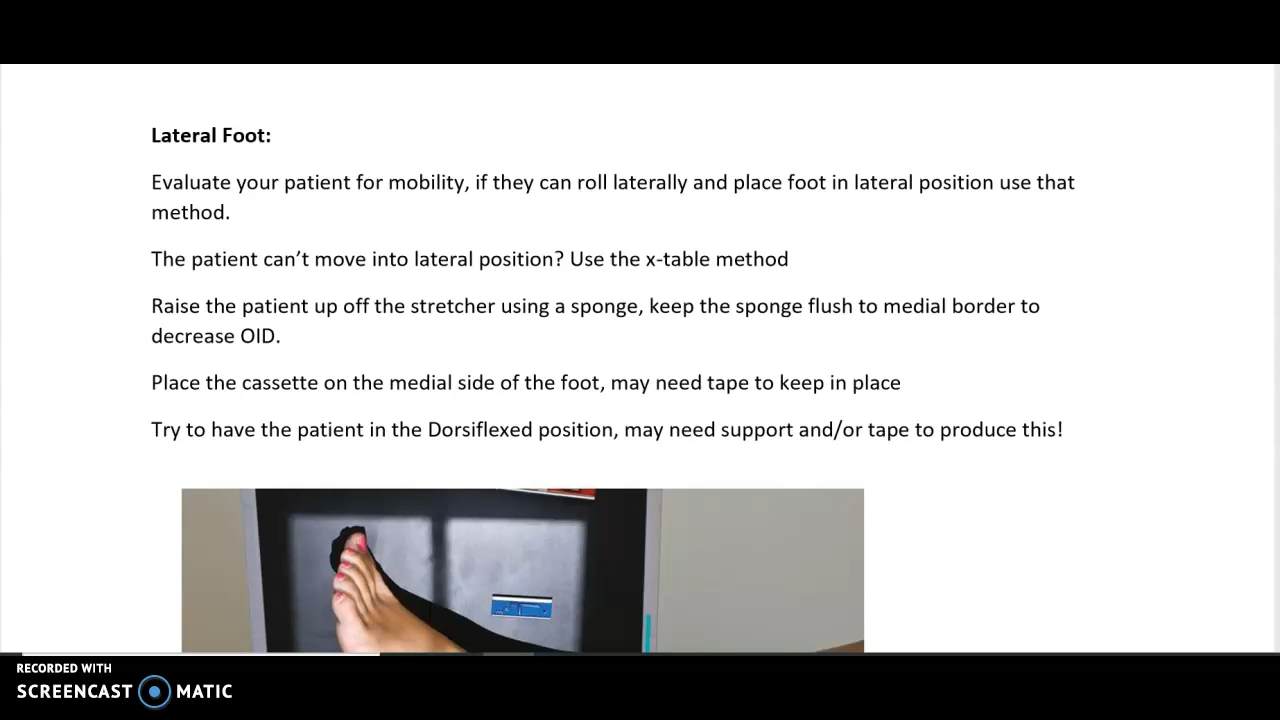 Lateral Foot:
Evaluate your patient for mobility, if they can roll laterally and place foot in lateral position use that
method.
The patient can’t move into lateral position? Use the x-table method
Raise the patient up off the stretcher using a sponge, keep the sponge flush to medial border to
decrease OID.
Place the cassette on the medial side of the foot, may need tape to keep in place
Try to have the patient in the Dorsiflexed position, may need support and/or tape to produce this!
RECORDED WITH
SCREENCAST MATIC